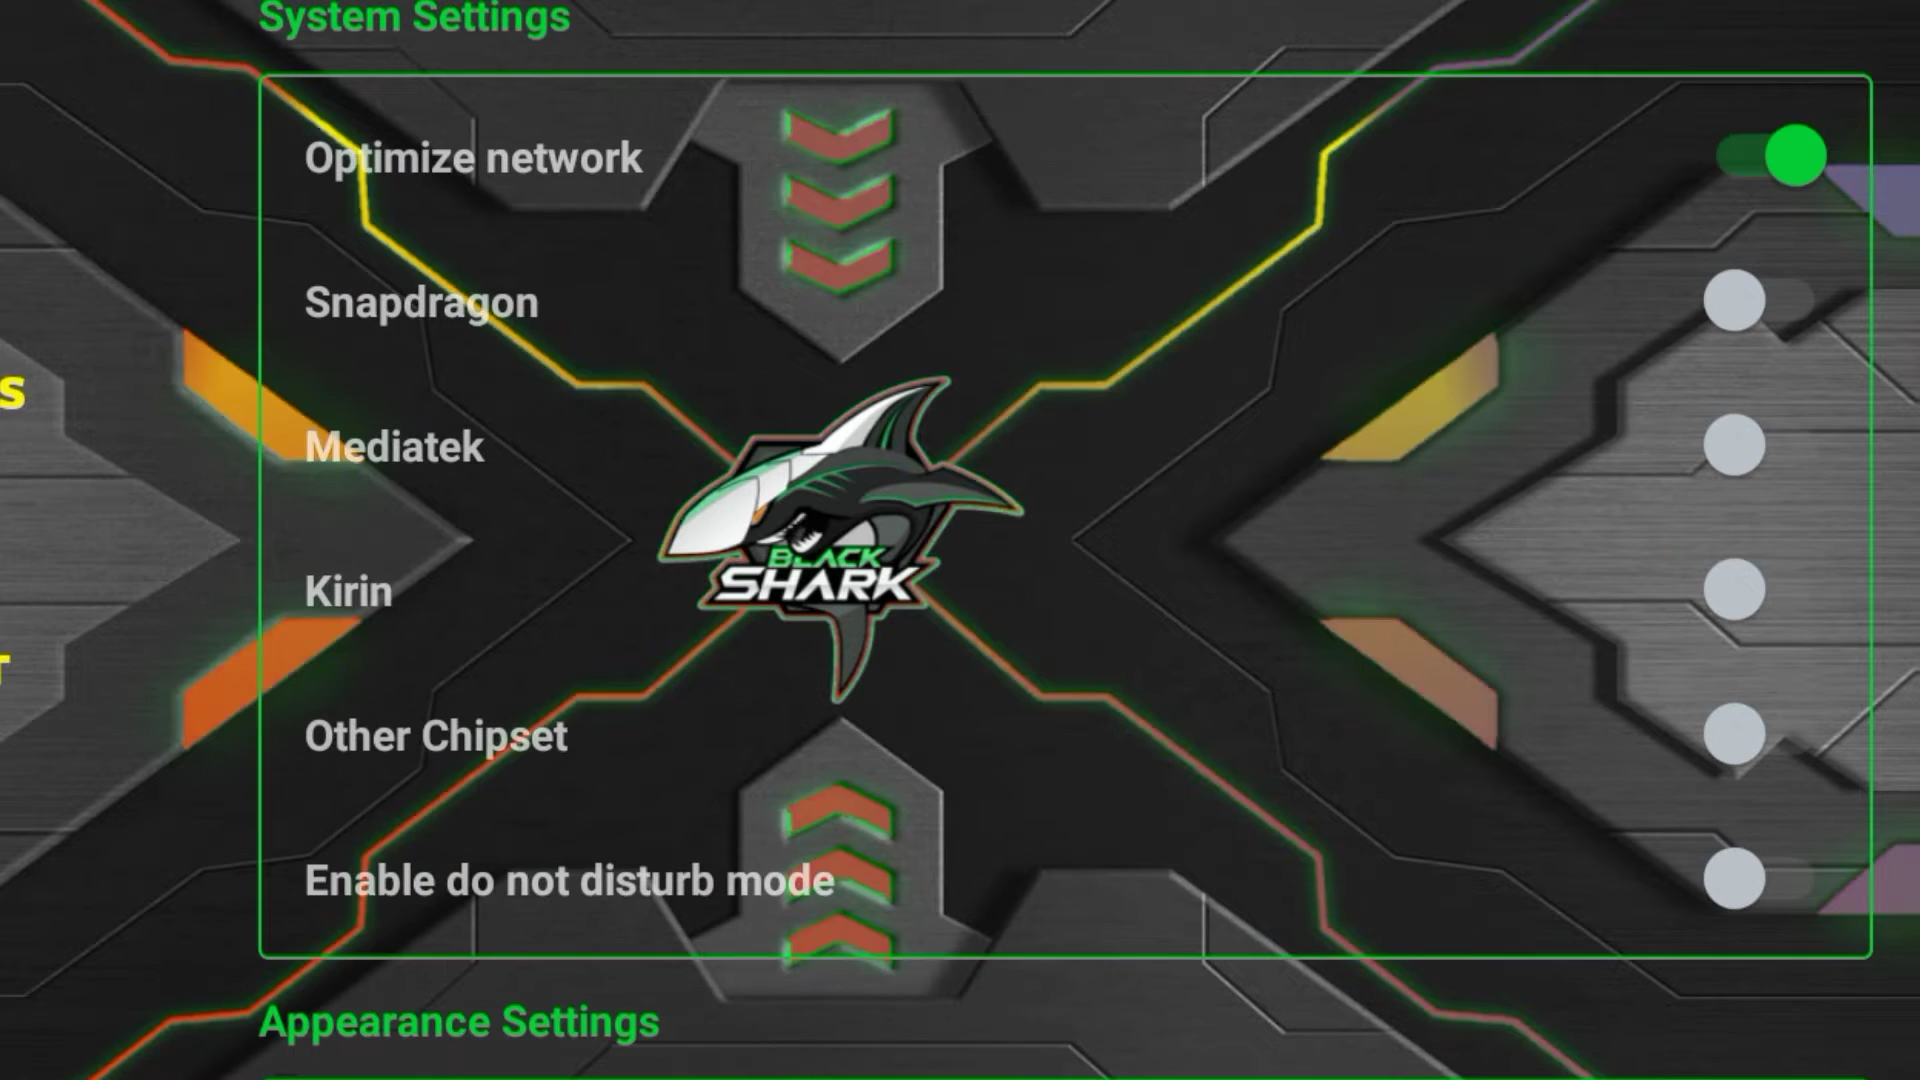 System Settings
Optimize network
Snapdragon
S
Mediatek
BLACK
SHARK
Kirin
T
Other Chipset
Enable do not disturb mode
Appearance Settings